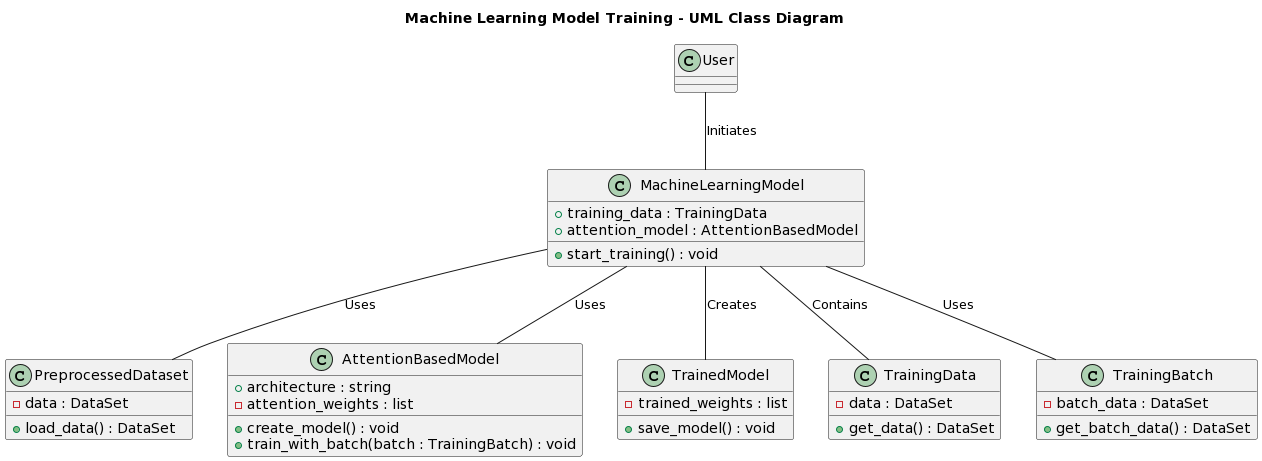 Machine Learning Model Training - UML Class Diagram
C User
Initiates
C MachineLearningModel
training_data : TrainingData
attention_model : AttentionBasedModel
start_training() : void
Uses
Uses
Creates
Contains
Uses
C PreprocessedDataset
data : DataSet
load_data() : DataSet
C AttentionBasedModel
architecture : string
attention_weights : list
create_model() : void
train_with_batch(batch : TrainingBatch) : void
C TrainedModel
trained_weights : list
save_model() : void
C TrainingData
data : DataSet
get_data() : DataSet
C TrainingBatch
batch_data : DataSet
get_batch_data() : DataSet